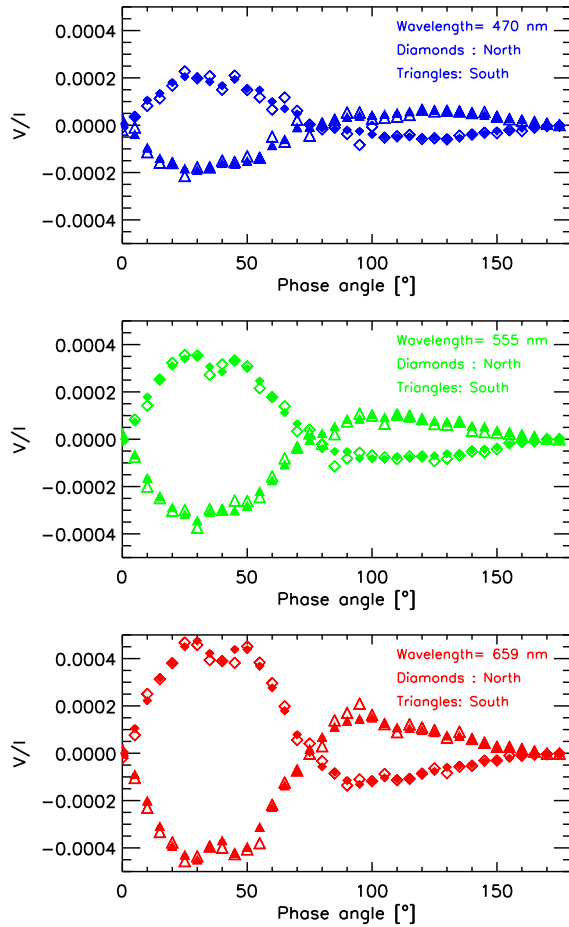 Wavelength= 470 nm
Diamonds : North
Triangles: South
0.0004
0.0002
0.0000
−0.0002
−0.0004
V/I
0 50 100 150
Phase angle [°]
Wavelength= 555 nm
Diamonds : North
Triangles: South
0.0004
0.0002
0.0000
−0.0002
−0.0004
V/I
0 50 100 150
Phase angle [°]
Wavelength= 659 nm
Diamonds : North
Triangles: South
0.0004
0.0002
0.0000
−0.0002
−0.0004
V/I
0 50 100 150
Phase angle [°]